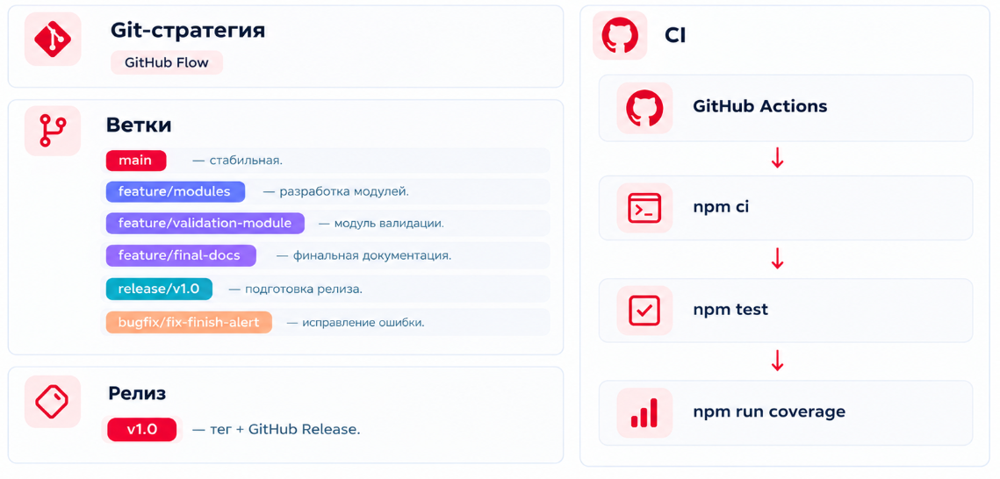 Git-стратегия
GitHub Flow
Ветки
main — стабильная.
feature/modules — разработка модулей.
feature/validation-module — модуль валидации.
feature/final-docs — финальная документация.
release/v1.0 — подготовка релиза.
bugfix/fix-finish-alert — исправление ошибки.
Релиз
v1.0 — тег + GitHub Release.
CI
GitHub Actions
npm ci
npm test
npm run coverage